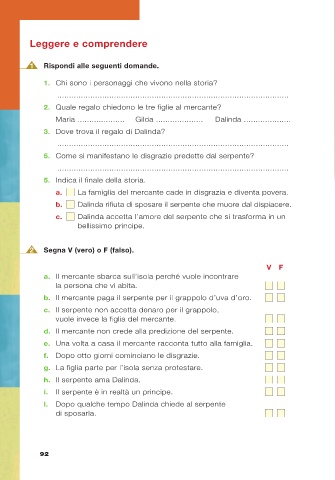 Leggere e comprendere
1 Rispondi alle seguenti domande.
1. Chi sono i personaggi che vivono nella storia?
2. Quale regalo chiedono le tre figlie al mercante?
Maria .................... Gilda .................... Dalinda ....................
3. Dove trova il regalo di Dalinda?
5. Come si manifestano le disgrazie predette dal serpente?
5. Indica il finale della storia.
a. La famiglia del mercante cade in disgrazia e diventa povera.
b. Dalinda rifiuta di sposare il serpente che muore dal dispiacere.
c. Dalinda accetta l'amore del serpente che si trasforma in un
bellissimo principe.
2 Segna V (vero) o F (falso).
V F
a. Il mercante sbarca sull'isola perché vuole incontrare
la persona che vi abita.
b. Il mercante paga il serpente per il grappolo d'uva d'oro.
c. Il serpente non accetta denaro per il grappolo,
vuole invece la figlia del mercante.
d. Il mercante non crede alla predizione del serpente.
e. Una volta a casa il mercante racconta tutto alla famiglia.
f. Dopo otto giorni cominciano le disgrazie.
g. La figlia parte per l'isola senza protestare.
h. Il serpente ama Dalinda.
i. Il serpente è in realtà un principe.
l. Dopo qualche tempo Dalinda chiede al serpente
di sposarla.
92